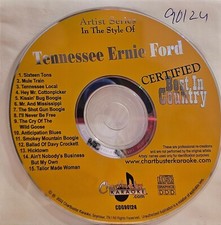 90124
Artist Series
In The Style Of
Tennessee Ernie Ford
CERTIFIED
Best In
Country
1. Sixteen Tons
2. Mule Train
3. Tennessee Local
4. Hey Mr. Cottonpicker
5. Kissin' Bug Boogie
6. Mr. And Mississippi
7. The Shot Gun Boogie
8. I'll Never Be Free
9. The Cry Of The
Wild Goose
10. Anticipation Blues
11. Smokey Mountain Boogie
12. Ballad Of Davy Crockett
13. Hicktown
14. Ain't Nobody's Business
But My Own
15. Tailor Made Woman
www.chartbusterkaraoke.com
Chartbuster
KARAOKE
CDG90124